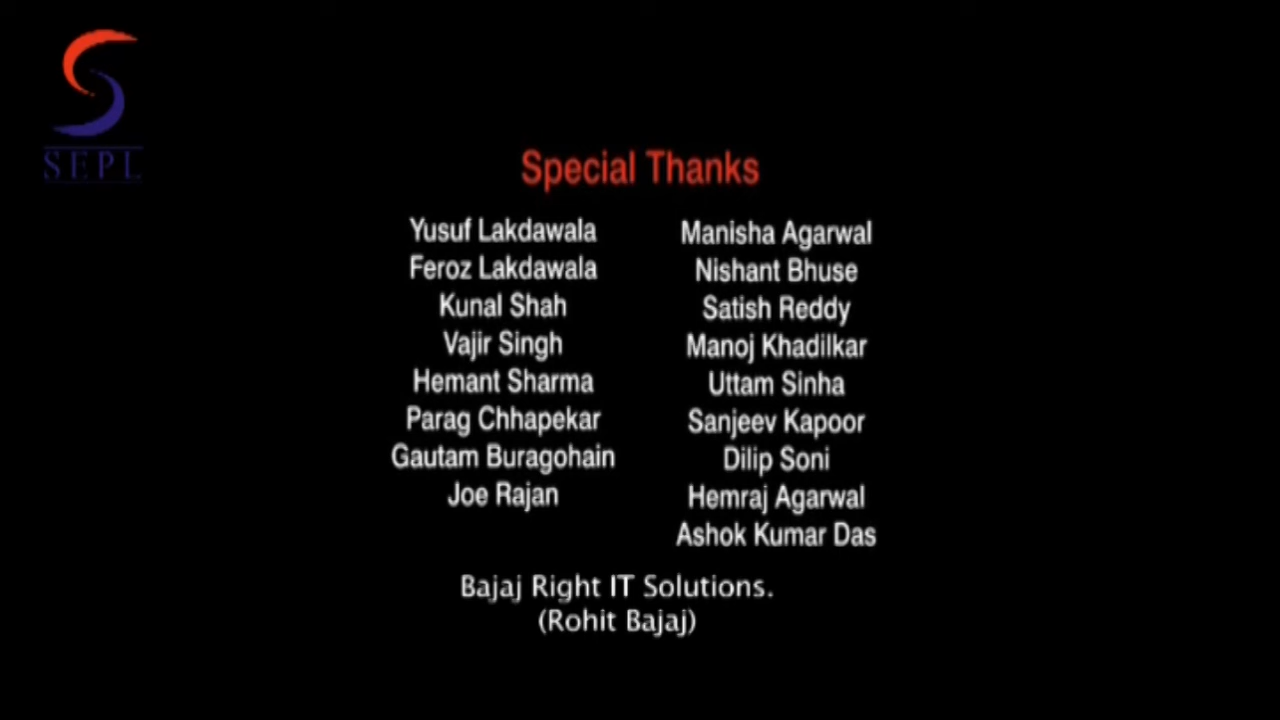 SEPL
Special Thanks
Yusuf Lakdawala
Feroz Lakdawala
Kunal Shah
Vajir Singh
Hemant Sharma
Parag Chhapekar
Gautam Buragohain
Joe Rajan
Manisha Agarwal
Nishant Bhuse
Satish Reddy
Manoj Khadilkar
Uttam Sinha
Sanjeev Kapoor
Dilip Soni
Hemraj Agarwal
Ashok Kumar Das
Bajaj Right IT Solutions.
(Rohit Bajaj)